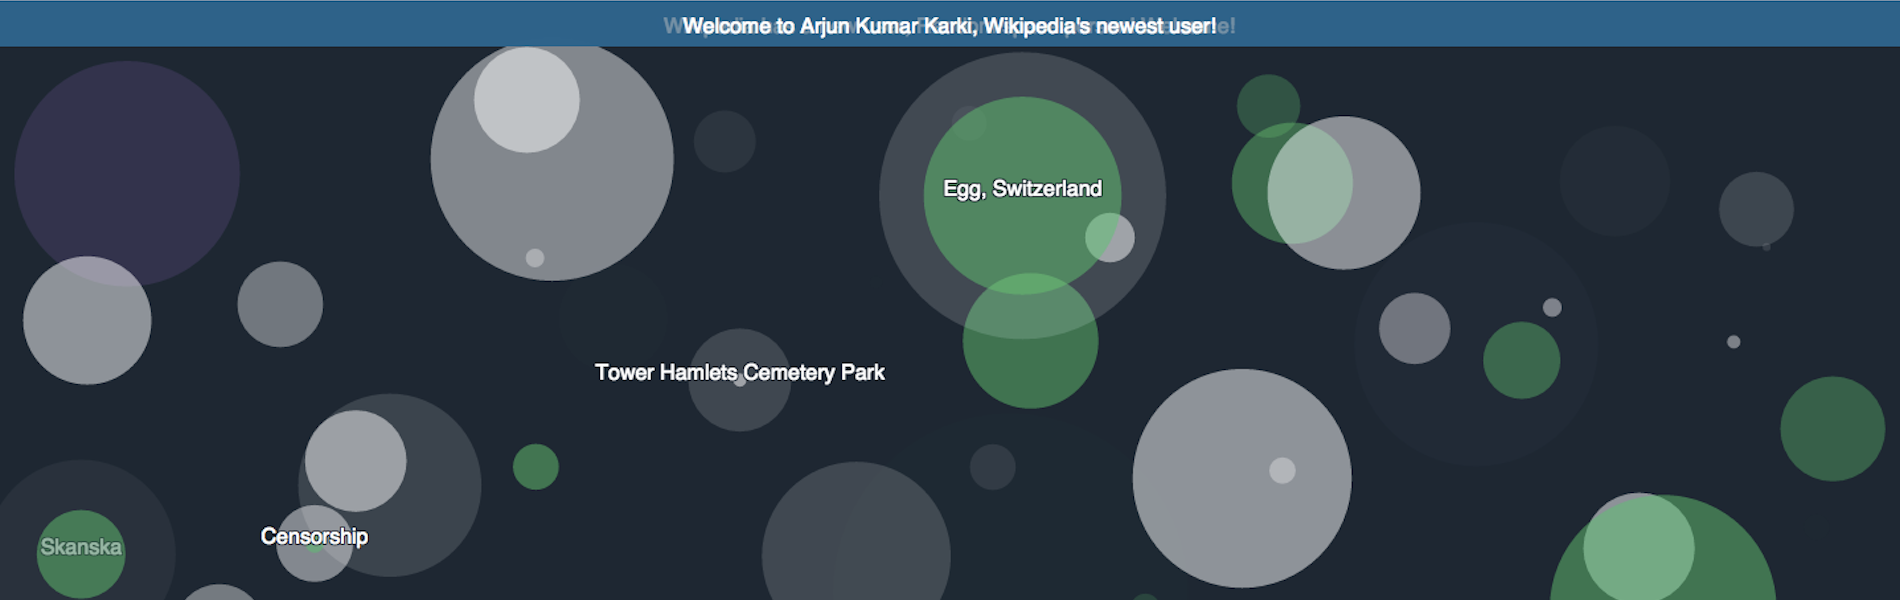 Welcome to Arjun Kumar Karki, Wikipedia's newest user!
Egg, Switzerland
Tower Hamlets Cemetery Park
Censorship
Skanska